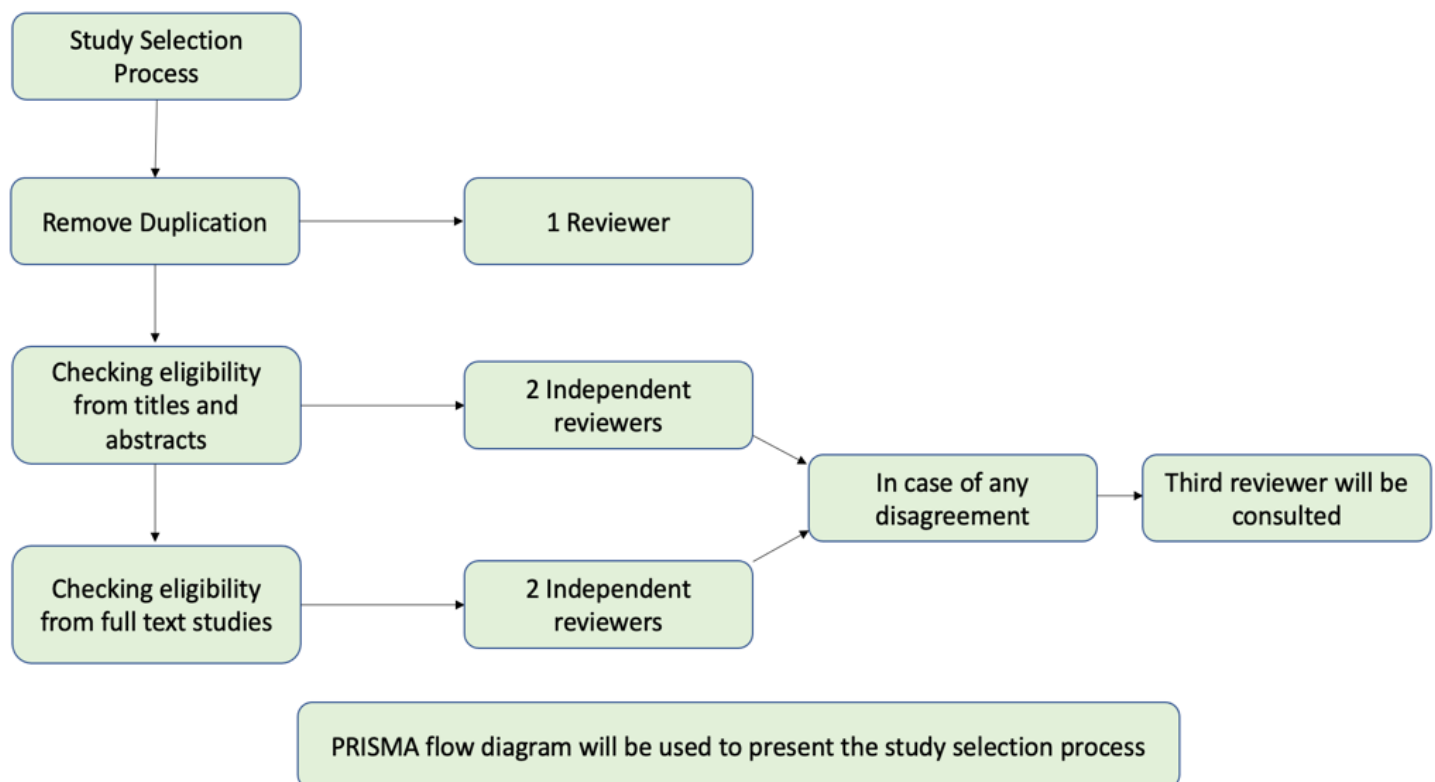 Study Selection
Process
Remove Duplication
1 Reviewer
Checking eligibility
from titles and
abstracts
2 Independent
reviewers
In case of any
disagreement
Third reviewer will be
consulted
Checking eligibility
from full text studies
2 Independent
reviewers
PRISMA flow diagram will be used to present the study selection process